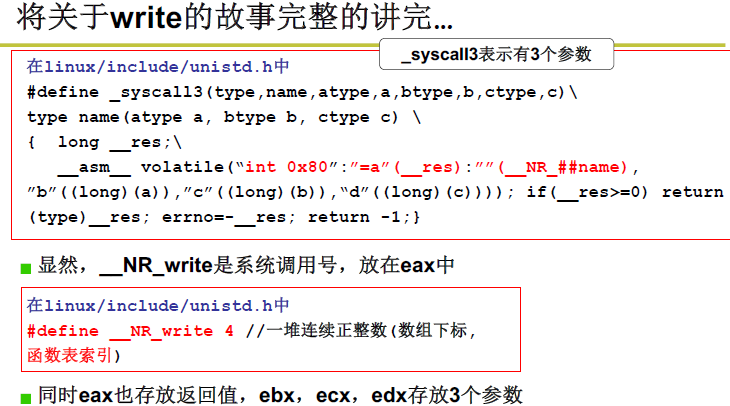 将关于write的故事完整的讲完...
_syscall3表示有3个参数
在linux/include/unistd.h中
#define _syscall3(type,name,atype,a,btype,b,ctype,c)\
type name(atype a, btype b, ctype c) \
{ long __res;\
__asm__ volatile(“int 0x80”:”=a”(__res):””(__NR_##name),
”b”((long)(a)),”c”((long)(b)),“d”((long)(c)))); if(__res>=0) return
(type)__res; errno=-__res; return -1;}
显然，__NR_write是系统调用号，放在eax中
在linux/include/unistd.h中
#define __NR_write 4 //一堆连续正整数(数组下标,
函数表索引)
同时eax也存放返回值，ebx，ecx，edx存放3个参数